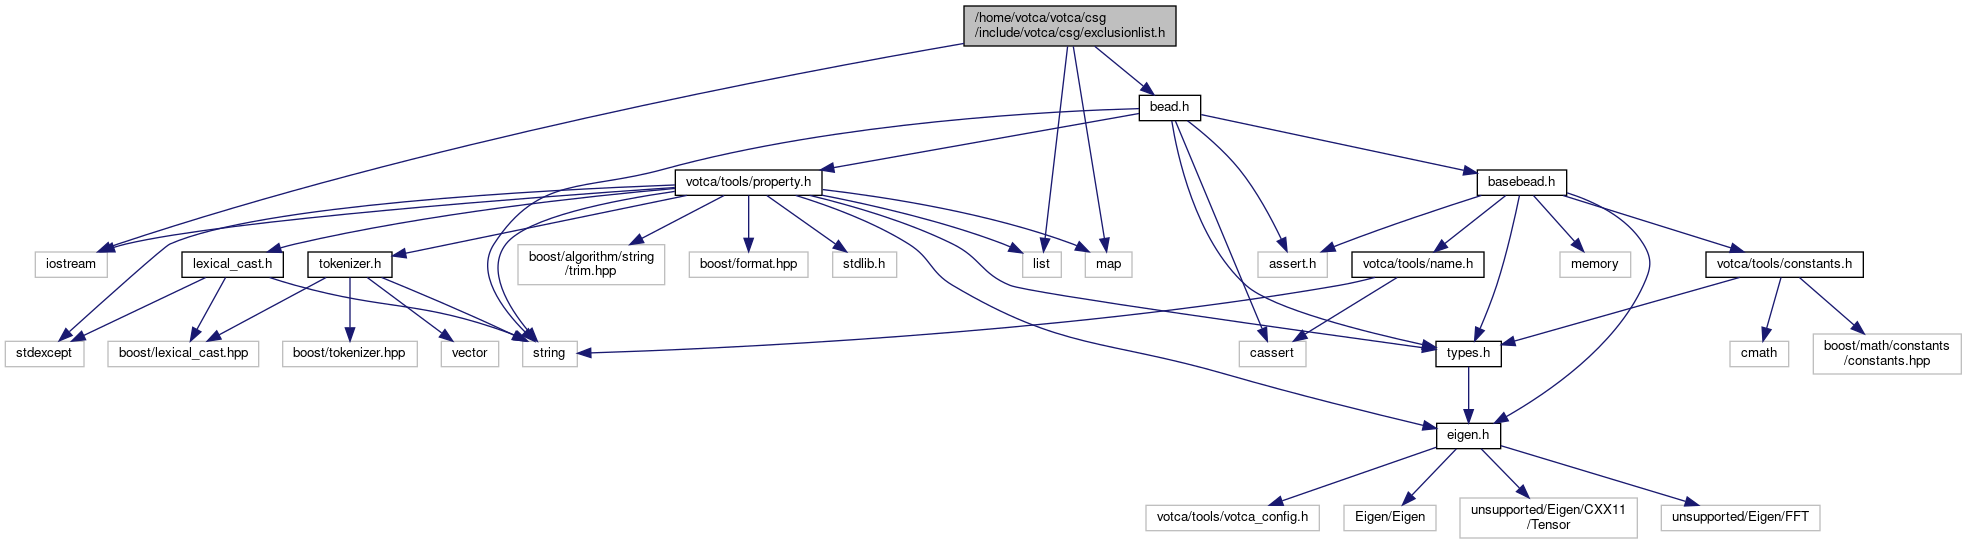 /home/votca/votca/csg
/include/votca/csg/exclusionlist.h
bead.h
votca/tools/property.h
basebead.h
iostream
lexical_cast.h
tokenizer.h
boost/algorithm/string
/trim.hpp
boost/format.hpp
stdlib.h
list
map
assert.h
votca/tools/name.h
memory
votca/tools/constants.h
stdexcept
boost/lexical_cast.hpp
boost/tokenizer.hpp
vector
string
cassert
types.h
cmath
boost/math/constants
/constants.hpp
eigen.h
votca/tools/votca_config.h
Eigen/Eigen
unsupported/Eigen/CXX11
/Tensor
unsupported/Eigen/FFT